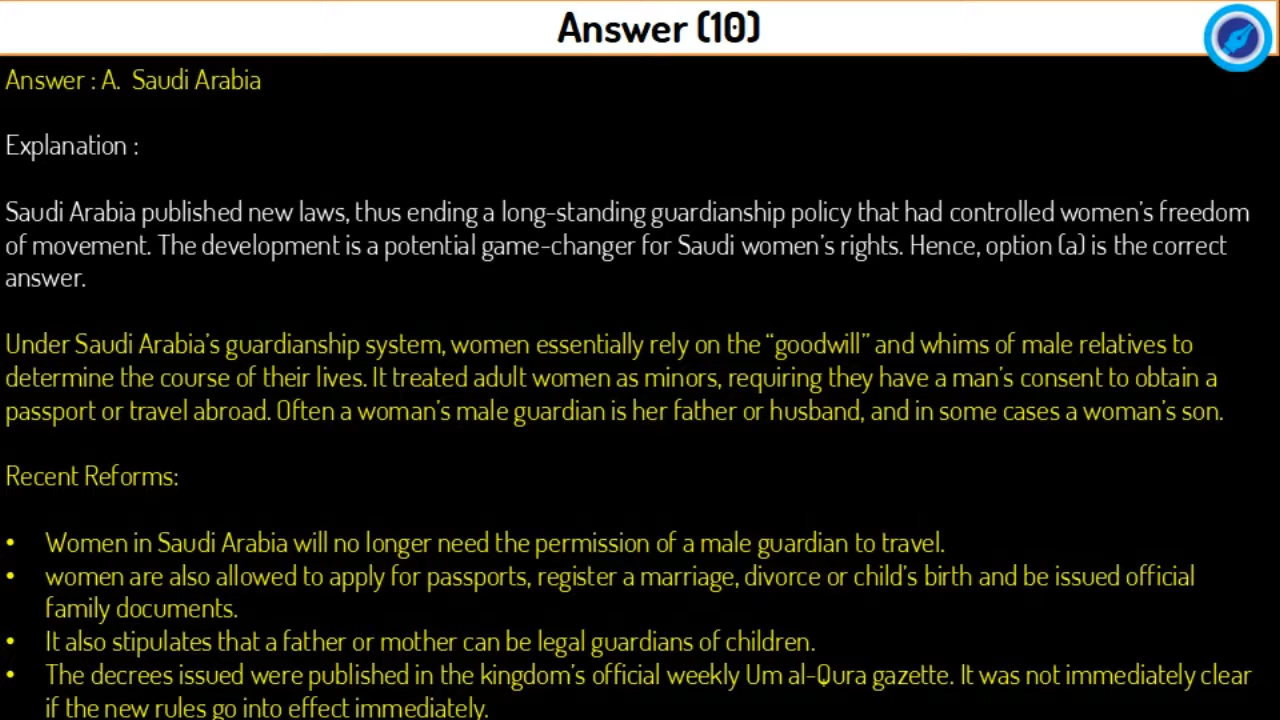 Answer (10)
Answer : A.  Saudi Arabia
Explanation :
Saudi Arabia published new laws, thus ending a long-standing guardianship policy that had controlled women's freedom
of movement. The development is a potential game-changer for Saudi women's rights. Hence, option (a) is the correct
answer.
Under Saudi Arabia's guardianship system, women essentially rely on the “goodwill” and whims of male relatives to
determine the course of their lives. It treated adult women as minors, requiring they have a man's consent to obtain a
passport or travel abroad. Often a woman's male guardian is her father or husband, and in some cases a woman's son.
Recent Reforms:
• Women in Saudi Arabia will no longer need the permission of a male guardian to travel.
• women are also allowed to apply for passports, register a marriage, divorce or child's birth and be issued official
family documents.
• It also stipulates that a father or mother can be legal guardians of children.
• The decrees issued were published in the kingdom's official weekly Um al-Qura gazette. It was not immediately clear
if the new rules go into effect immediately.